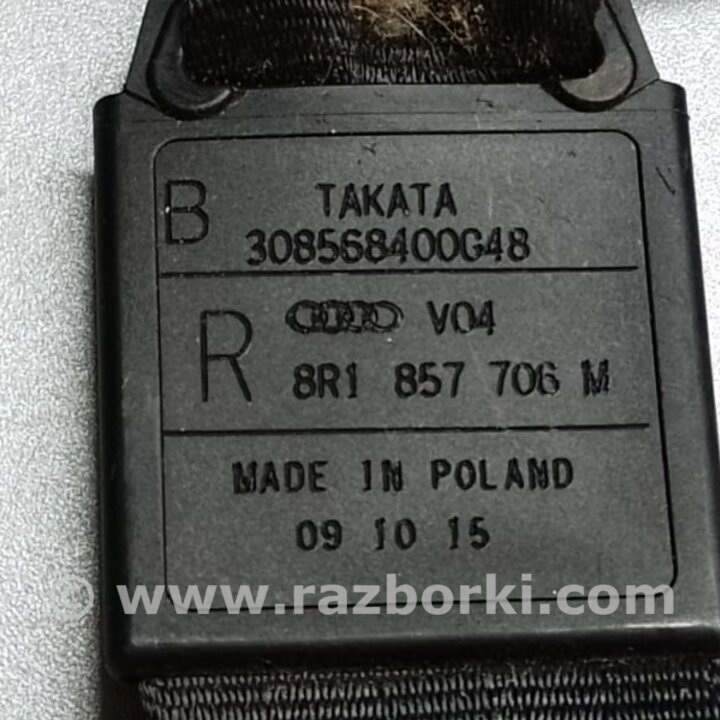 B TAKATA
308568400G48
R V04
8R1 857 706 M
MADE IN POLAND
09 10 15
© www.razborki.com